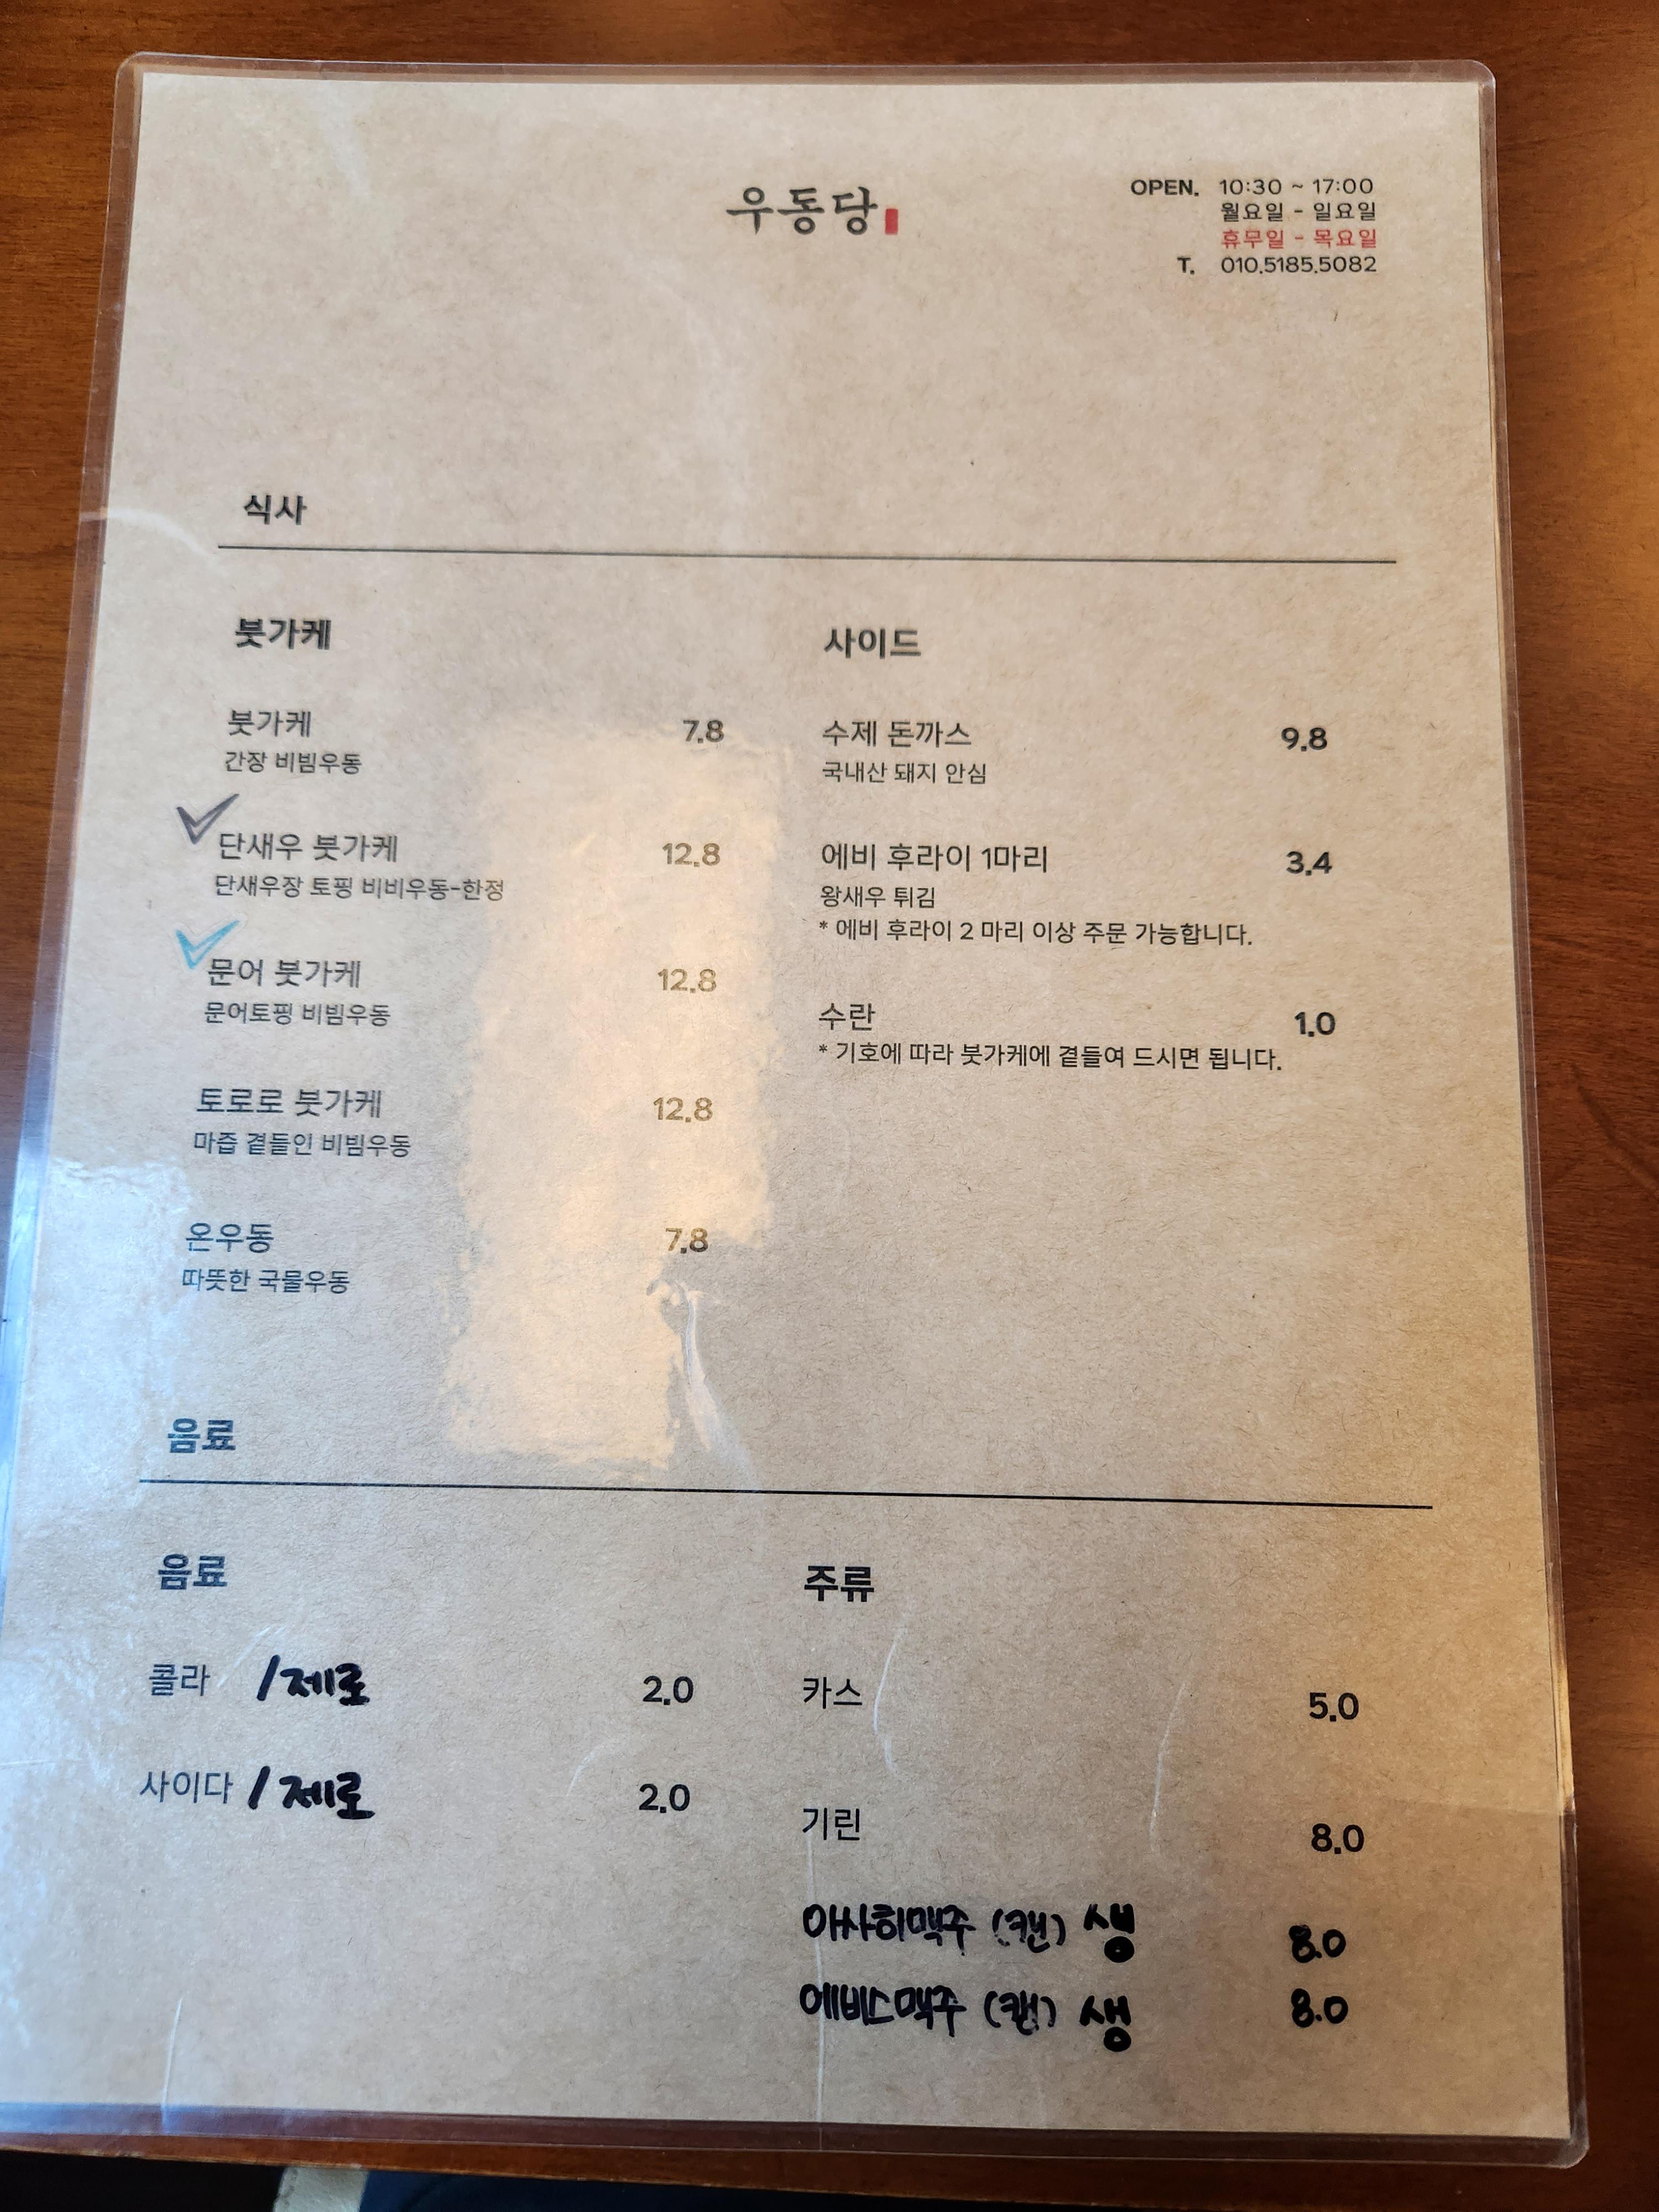 우동당
OPEN. 10:30 ~ 17:00
월요일 - 일요일
휴무일 - 목요일
T. 010.5185.5082
식사
붓가케
붓가케 7.8
간장 비빔우동
단새우 붓가케 12.8
단새우장 토핑 비비우동-한정
문어 붓가케 12.8
문어토핑 비빔우동
토로로 붓가케 12.8
마즙 곁들인 비빔우동
온우동 7.8
따뜻한 국물우동
사이드
수제 돈까스 9.8
국내산 돼지 안심
에비 후라이 1마리 3.4
왕새우 튀김
* 에비 후라이 2 마리 이상 주문 가능합니다.
수란 1.0
* 기호에 따라 붓가케에 곁들여 드시면 됩니다.
음료
음료
콜라 /제로 2.0
사이다 / 제로 2.0
주류
카스 5.0
기린 8.0
아사히맥주 (캔) 생 8.0
에비스맥주 (캔) 생 8.0